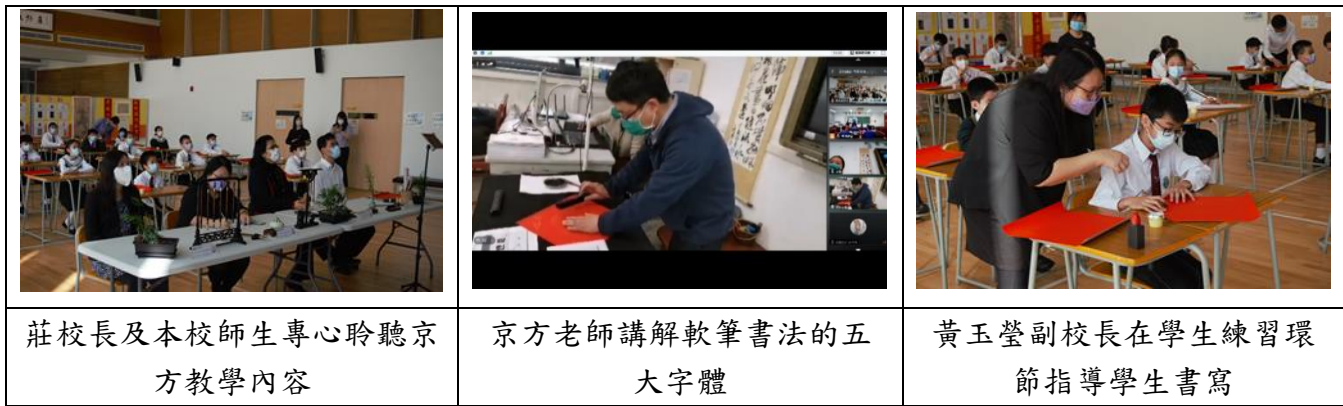 莊校長及本校師生專心聆聽京
方教學內容
京方老師講解軟筆書法的五
大字體
黃玉瑩副校長在學生練習環
節指導學生書寫